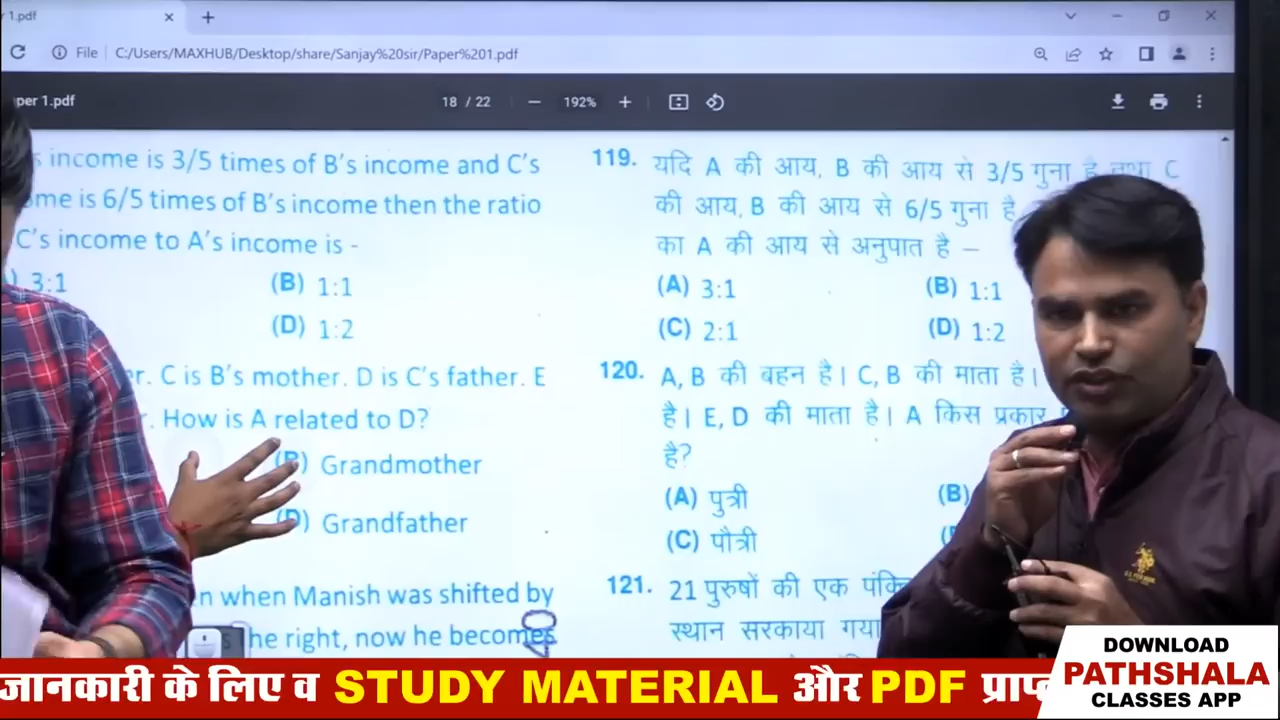 r 1.pdf
File C:/Users/MAXHUB/Desktop/share/Sanjay%20sir/Paper%201.pdf
per 1.pdf
18 / 22
192%
s income is 3/5 times of B's income and C's
ome is 6/5 times of B's income then the ratio
C's income to A's income is -
) 3:1
(B) 1:1
(D) 1:2
er. C is B's mother. D is C's father. E
r. How is A related to D?
(B) Grandmother
(D) Grandfather
en when Manish was shifted by
s the right, now he becomes
40
119. यदि A की आय, B की आय से 3/5 गुना है तथा C
की आय, B की आय से 6/5 गुना है
का A की आय से अनुपात है –
(A) 3:1
(B) 1:1
(C) 2:1
(D) 1:2
120. A, B की बहन है। C, B की माता है।
है। E, D की माता है। A किस प्रकार
है?
(A) पुत्री
(B)
(C) पौत्री
121. 21 पुरुषों की एक पंक्ति
स्थान सरकाया गया
जानकारी के लिए व STUDY MATERIAL और PDF प्राप्त
DOWNLOAD
PATHSHALA
CLASSES APP